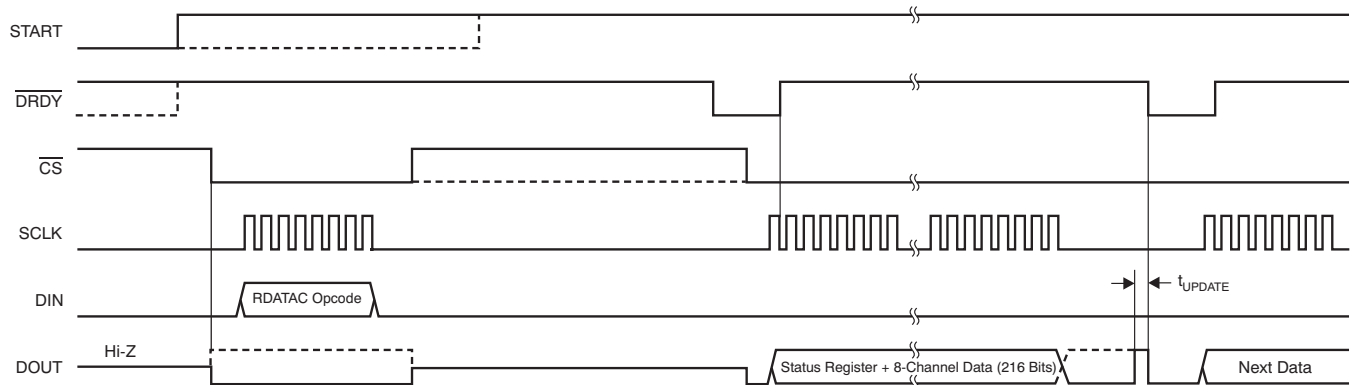 START
DRDY
CS
SCLK
DIN
RDATAC Opcode
tUPDATE
DOUT
Hi-Z
Status Register + 8-Channel Data (216 Bits)
Next Data